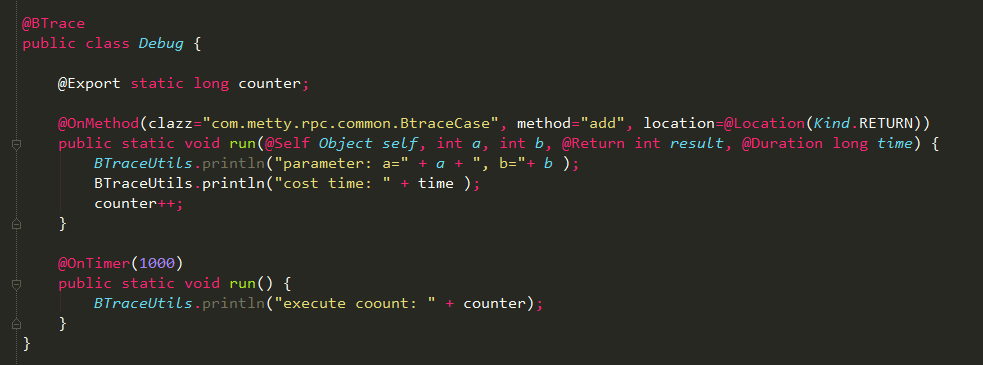 @BTrace
public class Debug {
@Export static long counter;
@OnMethod(clazz="com.metty.rpc.common.BtraceCase", method="add", location=@Location(Kind.RETURN))
public static void run(@Self Object self, int a, int b, @Return int result, @Duration long time) {
BTraceUtils.println("parameter: a=" + a + ", b="+ b );
BTraceUtils.println("cost time: " + time );
counter++;
}
@OnTimer(1000)
public static void run() {
BTraceUtils.println("execute coount: " + counter);
}
}